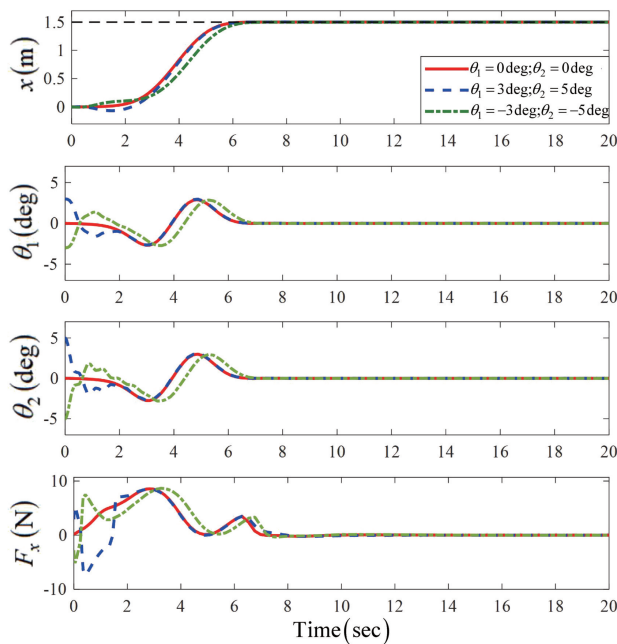 1.5
1
x(m)
0.5
0
θ₁ = 0deg;θ₂ = 0deg
θ₁ = 3deg;θ₂ = 5deg
θ₁ = −3deg;θ₂ = −5deg
0 2 4 6 8 10 12 14 16 18 20
5
θ₁(deg)
0
-5
0 2 4 6 8 10 12 14 16 18 20
5
θ₂(deg)
0
-5
0 2 4 6 8 10 12 14 16 18 20
10
Fₓ(N)
0
-10
0 2 4 6 8 10 12 14 16 18 20
Time(sec)